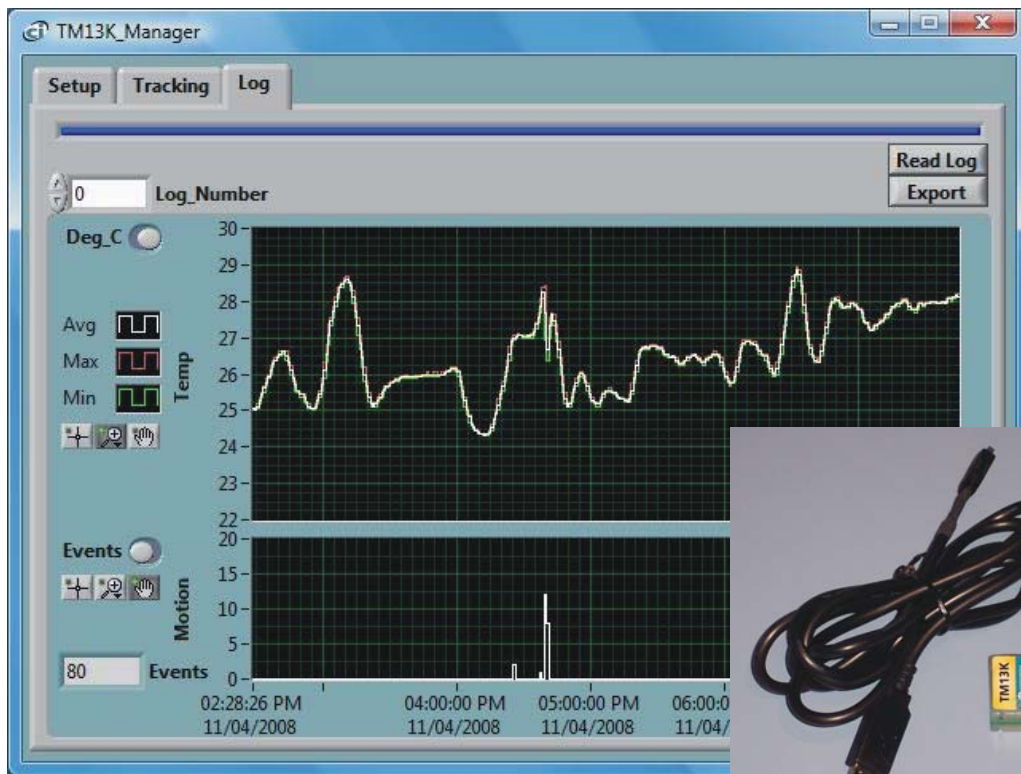 TM13K_Manager
Setup Tracking Log
Read Log
Export
0 Log_Number
Deg_C
Avg
Max
Min
Temp
30
29
28
27
26
25
24
23
22
Events
Motion
20
15
10
5
0
80 Events
02:28:26 PM 04:00:00 PM 05:00:00 PM 06:00:0
11/04/2008 11/04/2008 11/04/2008 11/04/
TM13K